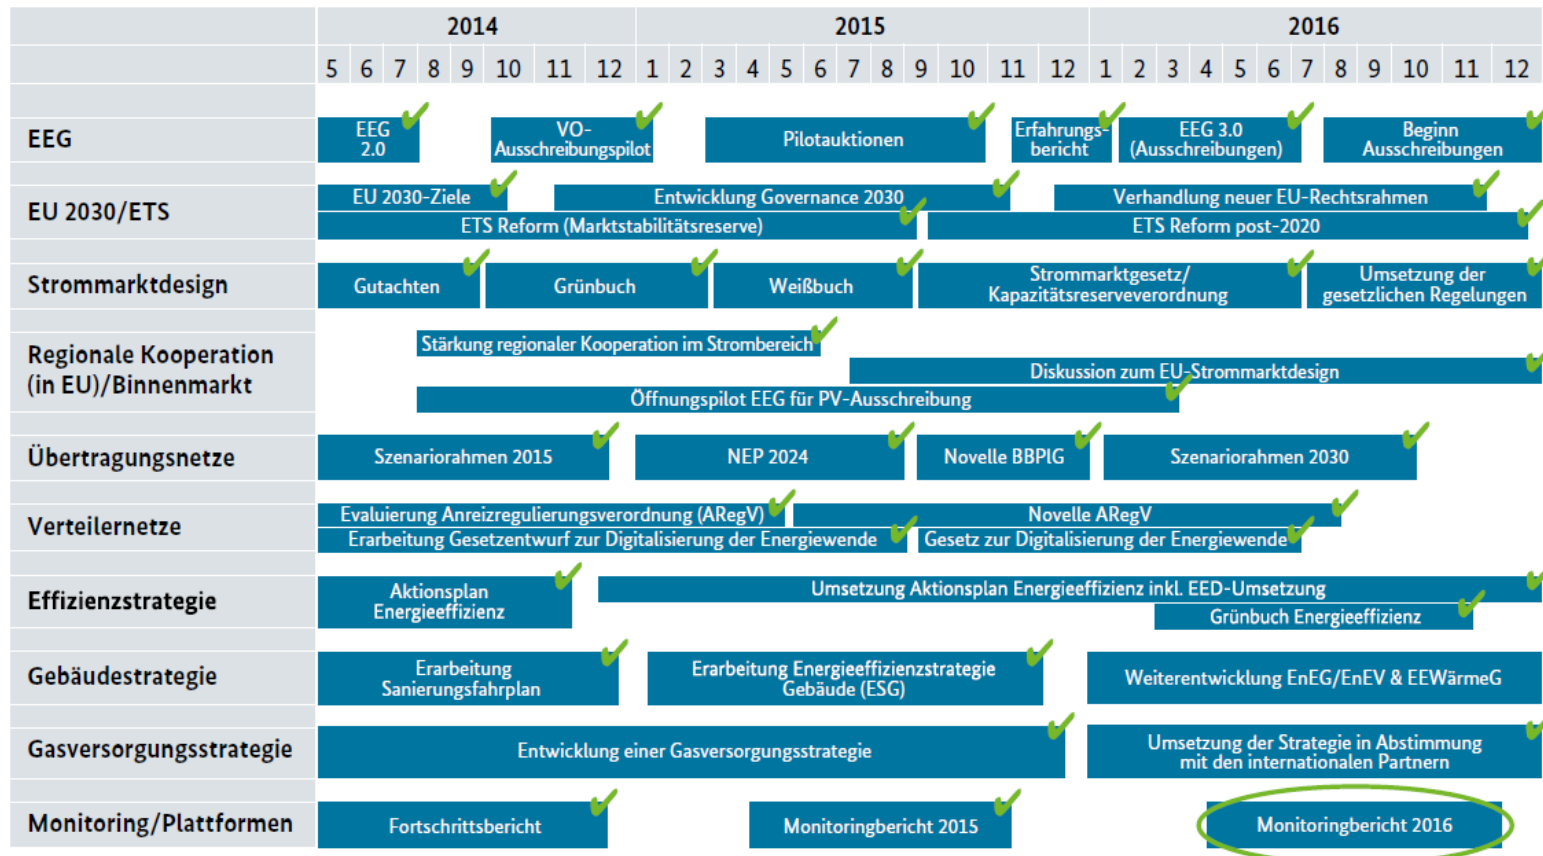 2014 2015 2016
5 6 7 8 9 10 11 12 1 2 3 4 5 6 7 8 9 10 11 12 1 2 3 4 5 6 7 8 9 10 11 12
EEG
EEG
2.0
VO-
Ausschreibungspilot
Pilotauktionen
Erfahrungs-
bericht
EEG 3.0
(Ausschreibungen)
Beginn
Ausschreibungen
EU 2030/ETS
EU 2030-Ziele
Entwicklung Governance 2030
Verhandlung neuer EU-Rechtsrahmen
ETS Reform (Marktstabilitätsreserve)
ETS Reform post-2020
Strommarktdesign
Gutachten
Grünbuch
Weißbuch
Strommarktgesetz/
Kapazitätsreserveverordnung
Umsetzung der
gesetzlichen Regelungen
Regionale Kooperation
(in EU)/Binnenmarkt
Stärkung regionaler Kooperation im Strombereich
Diskussion zum EU-Strommarktdesign
Öffnungspilot EEG für PV-Ausschreibung
Übertragungsnetze
Szenariorahmen 2015
NEP 2024
Novelle BBPlG
Szenariorahmen 2030
Verteilernetze
Evaluierung Anreizregulierungsverordnung (ARegV)
Novelle ARegV
Erarbeitung Gesetzentwurf zur Digitalisierung der Energiewende
Gesetz zur Digitalisierung der Energiewende
Effizienzstrategie
Aktionsplan
Energieeffizienz
Umsetzung Aktionsplan Energieeffizienz inkl. EED-Umsetzung
Grünbuch Energieeffizienz
Gebäudestrategie
Erarbeitung
Sanierungsfahrplan
Erarbeitung Energieeffizienzstrategie
Gebäude (ESG)
Weiterentwicklung EnEG/EnEV & EEWärmeG
Gasversorgungsstrategie
Entwicklung einer Gasversorgungsstrategie
Umsetzung der Strategie in Abstimmung
mit den internationalen Partnern
Monitoring/Plattformen
Fortschrittsbericht
Monitoringbericht 2015
Monitoringbericht 2016